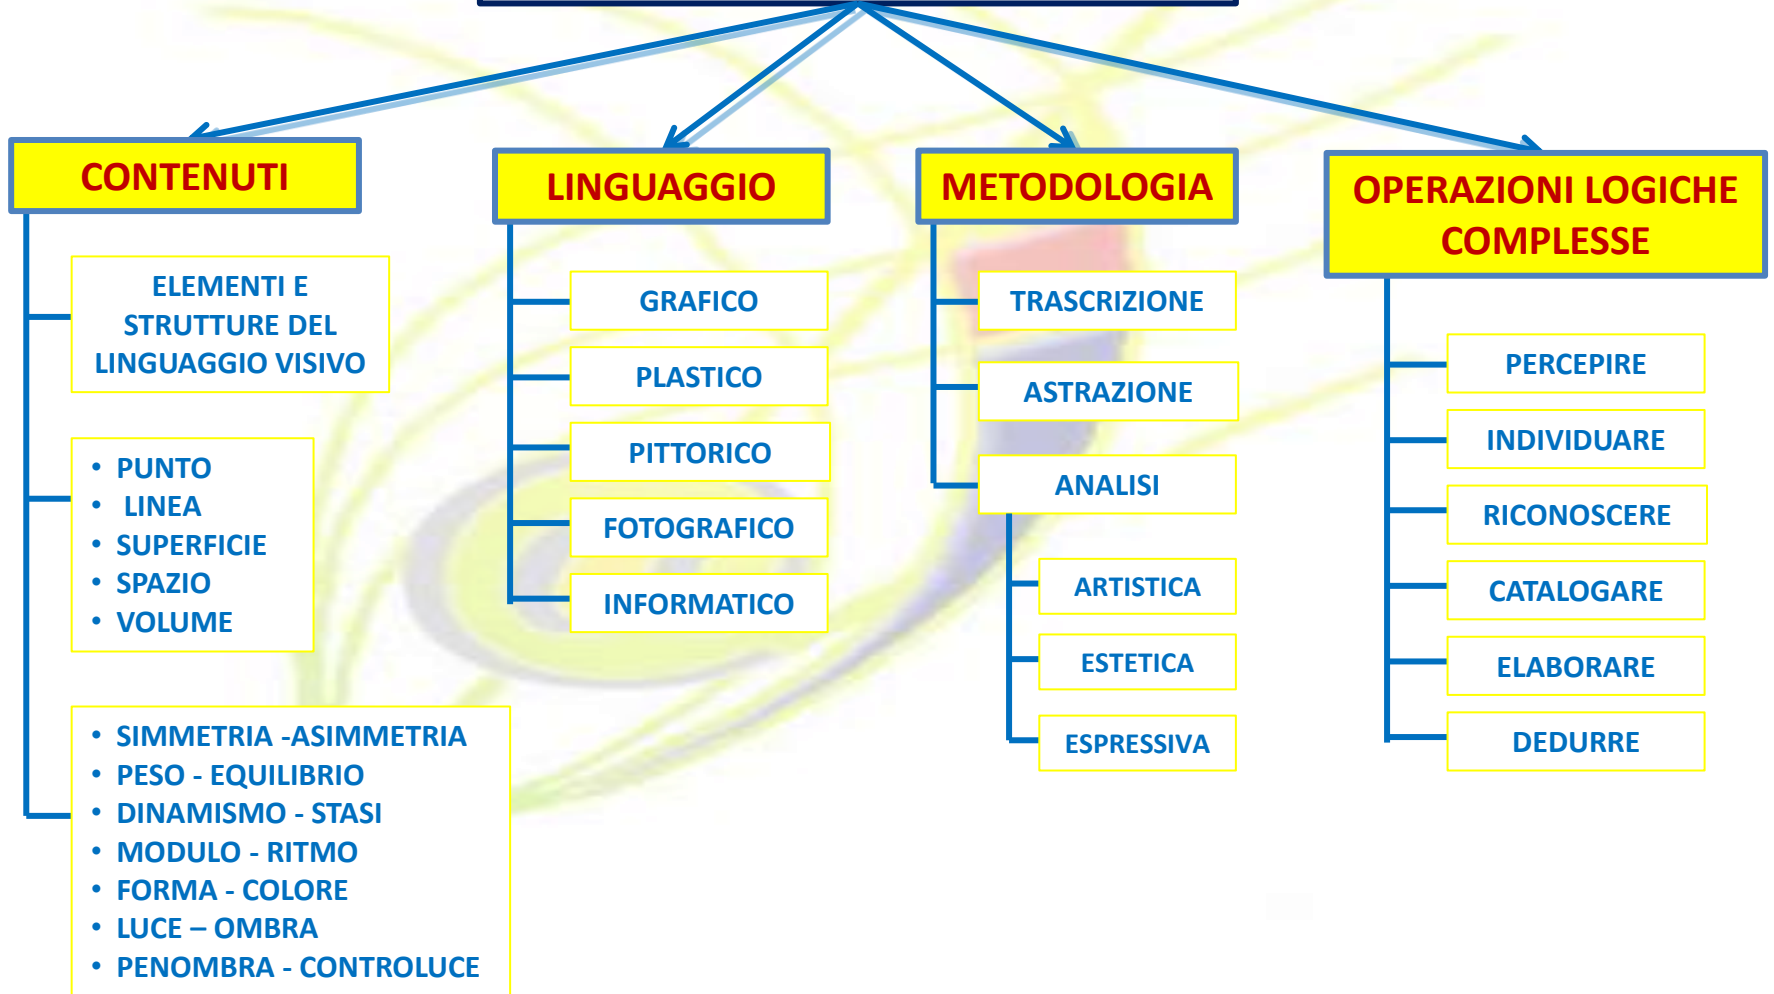 CONTENUTI
ELEMENTI E
STRUTTURE DEL
LINGUAGGIO VISIVO
• PUNTO
• LINEA
• SUPERFICIE
• SPAZIO
• VOLUME
• SIMMETRIA -ASIMMETRIA
• PESO - EQUILIBRIO
• DINAMISMO - STASI
• MODULO - RITMO
• FORMA - COLORE
• LUCE – OMBRA
• PENOMBRA - CONTROLUCE
LINGUAGGIO
GRAFICO
PLASTICO
PITTORICO
FOTOGRAFICO
INFORMATICO
METODOLOGIA
TRASCRIZIONE
ASTRAZIONE
ANALISI
ARTISTICA
ESTETICA
ESPRESSIVA
OPERAZIONI LOGICHE
COMPLESSE
PERCEPIRE
INDIVIDUARE
RICONOSCERE
CATALOGARE
ELABORARE
DEDURRE